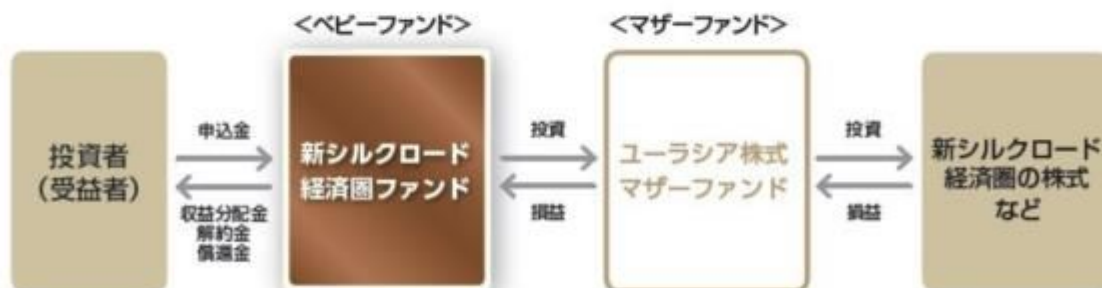 <ベビーファンド>
<マザーファンド>
投資者
(受益者)
申込金
収益分配金
解約金
償還金
新シルクロード
経済圏ファンド
投資
損益
ユーラシア株式
マザーファンド
投資
損益
新シルクロード
経済圏の株式
など